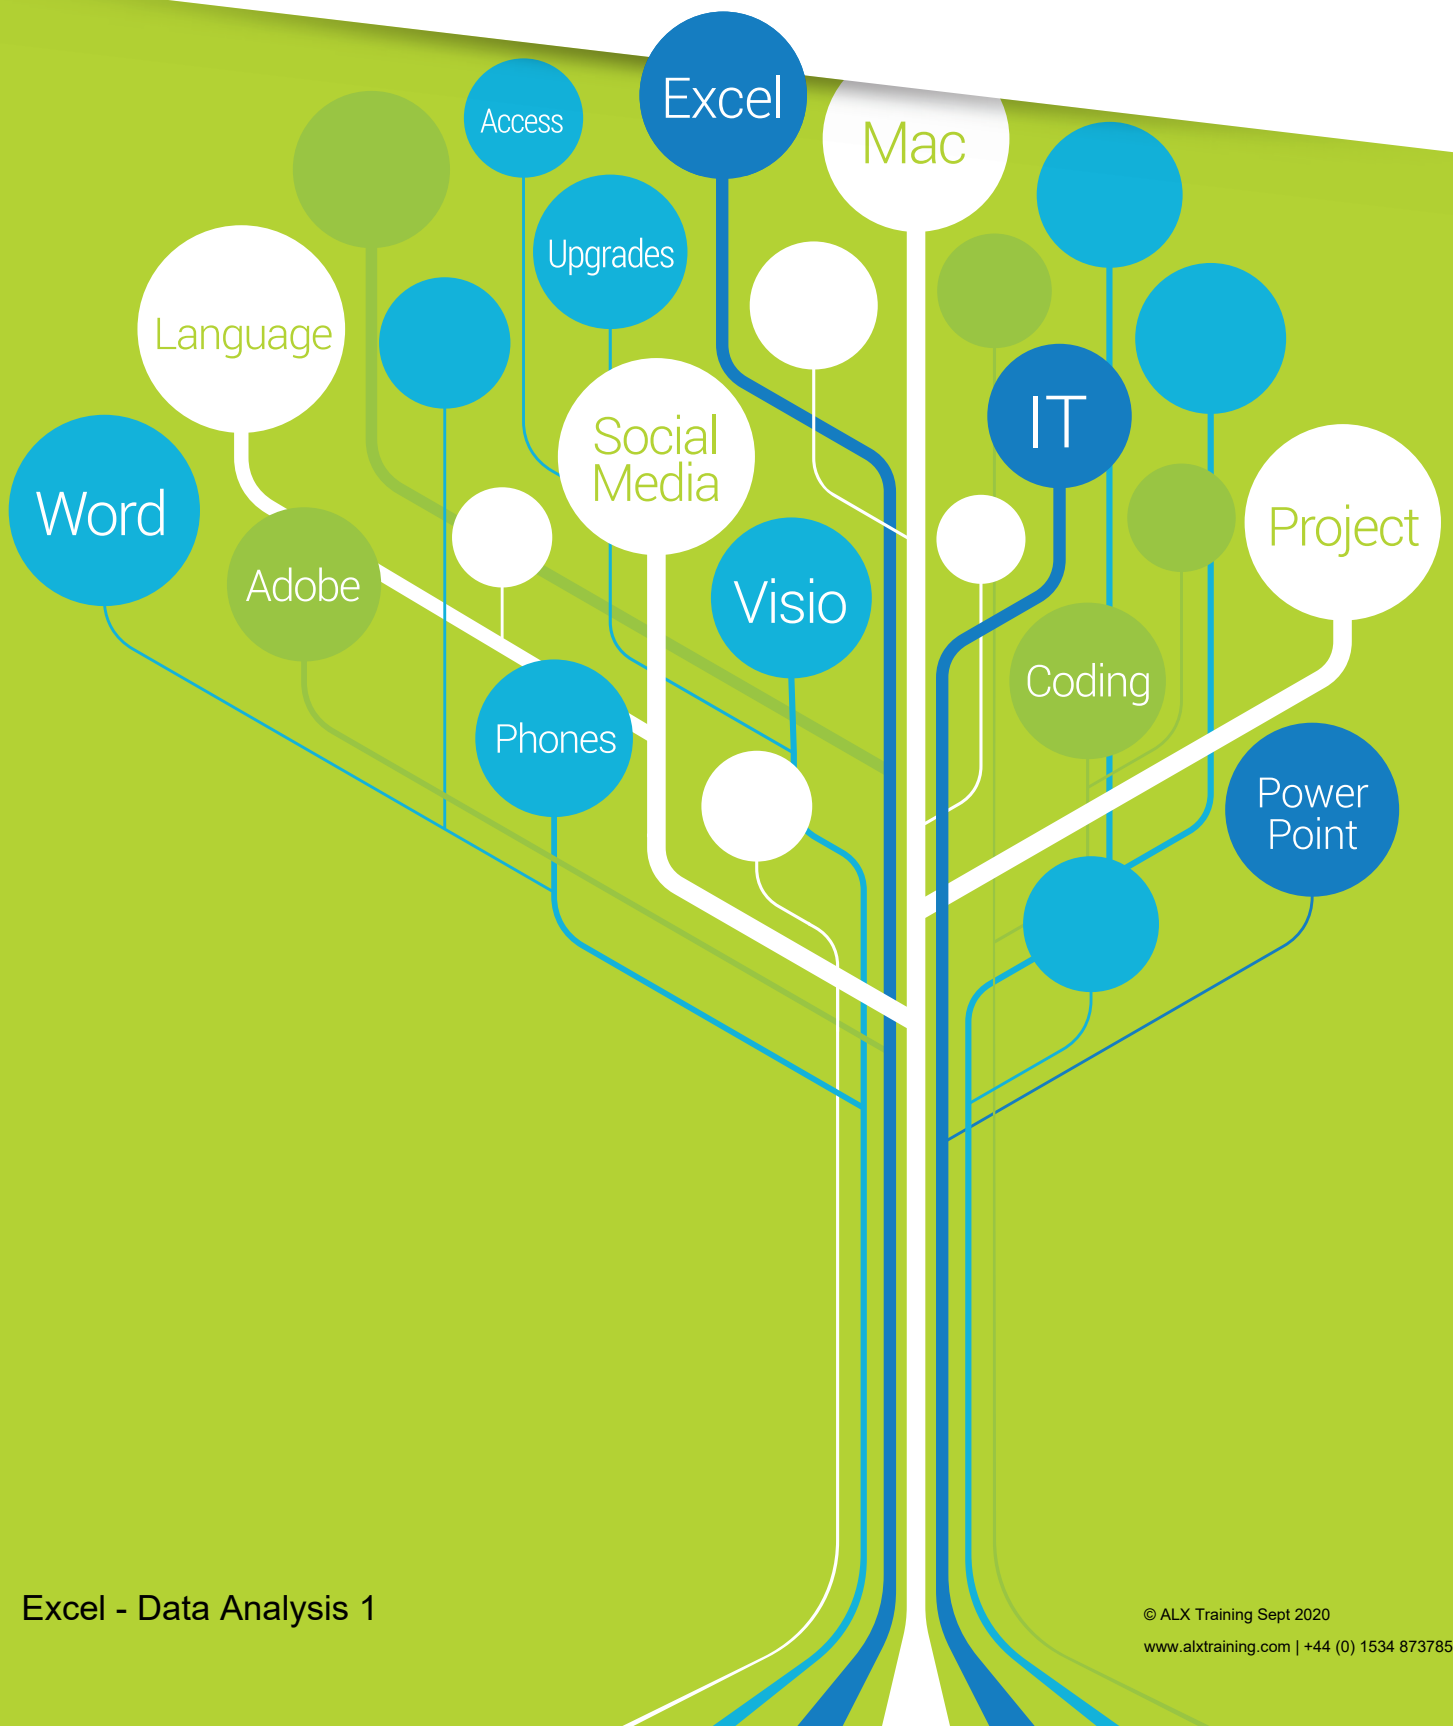 Excel
Access
Mac
Upgrades
Language
IT
Social
Media
Word
Project
Adobe
Visio
Coding
Phones
Power
Point
Excel - Data Analysis 1
© ALX Training Sept 2020
www.alxtraining.com | +44 (0) 1534 873785